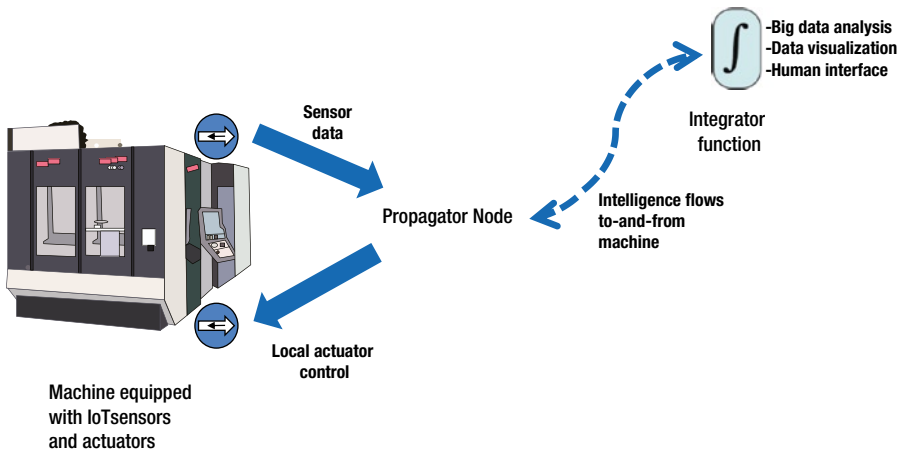 -Big data analysis
-Data visualization
-Human interface
∫
Integrator
function
Sensor
data
Propagator Node
Intelligence flows
to-and-from
machine
Local actuator
control
Machine equipped
with IoTsensors
and actuators